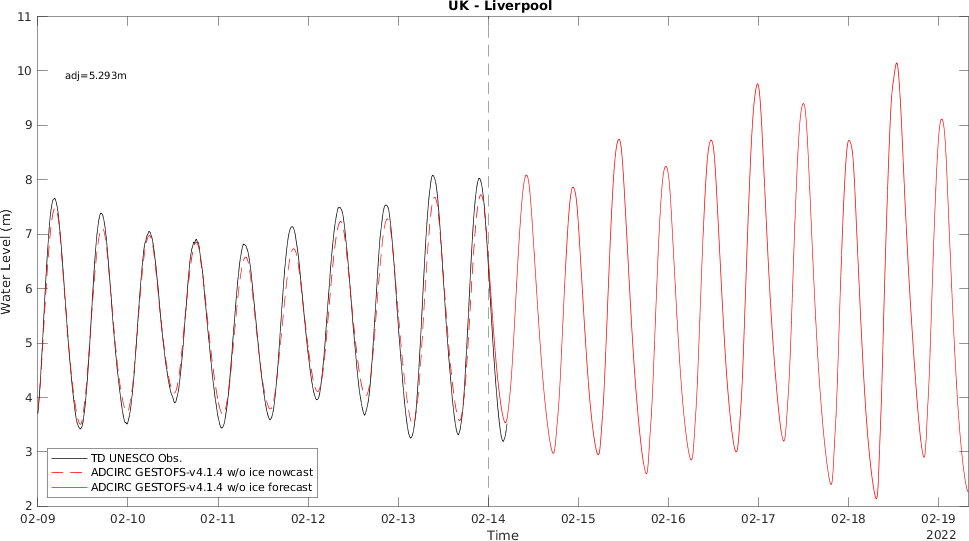 UK - Liverpool
11
10
9
8
7
6
5
4
3
2
Water Level (m)
adj=5.293m
TD UNESCO Obs.
ADCIRC GESTOFS-v4.1.4 w/o ice nowcast
ADCIRC GESTOFS-v4.1.4 w/o ice forecast
02-09 02-10 02-11 02-12 02-13 02-14 02-15 02-16 02-17 02-18 02-19
Time 2022